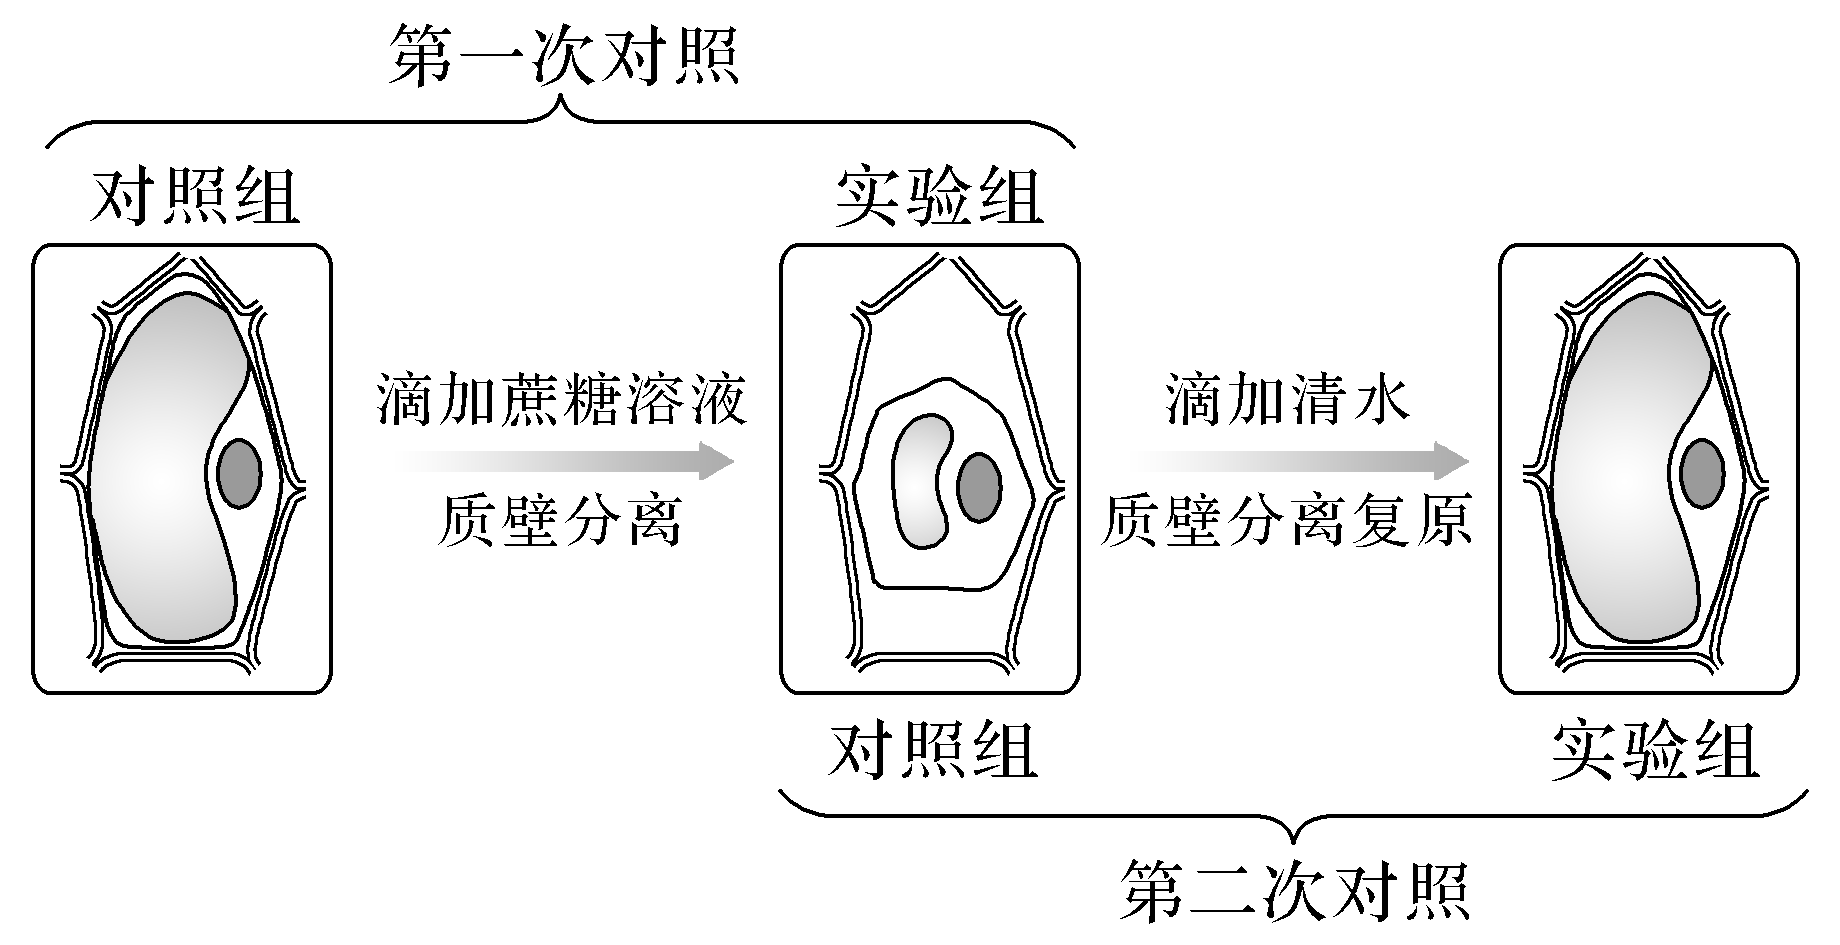 第一次对照
对照组
实验组
滴加蔗糖溶液
质壁分离
滴加清水
质壁分离复原
对照组
实验组
第二次对照